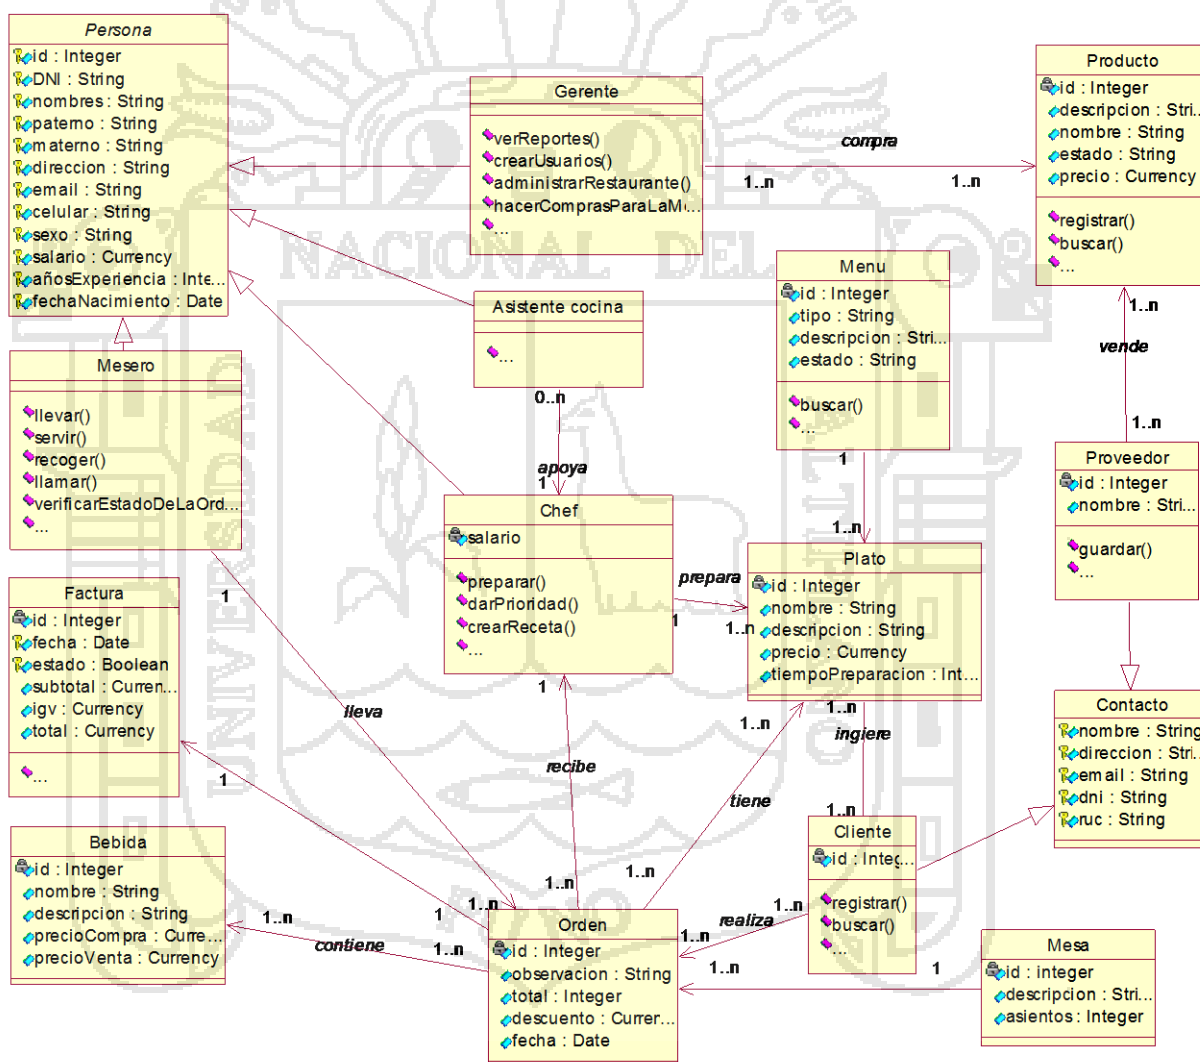 Persona
id : Integer
DNI : String
nombres : String
paterno : String
materno : String
direccion : String
email : String
celular : String
sexo : String
salario : Currency
añosExperiencia : Inte...
fechaNacimiento : Date
Gerente
verReportes()
crearUsuarios()
administrarRestaurante()
hacerComprasParaLaM...
...
compra
1..n
1..n
Producto
id : Integer
descripcion : Stri...
nombre : String
estado : String
precio : Currency
registrar()
buscar()
...
NACIONAL DEL
Asistente cocina
...
0..n
apoya
1
Menu
id : Integer
tipo : String
descripcion : Stri...
estado : String
buscar()
...
1
1..n
1..n
vende
1..n
Mesero
llevar()
servir()
recoger()
llamar()
verificarEstadoDeLaOrd...
...
1
lleva
1..n
Chef
salario
preparar()
darPrioridad()
crearReceta()
...
prepara
1
1..n
Plato
id : Integer
nombre : String
descripcion : String
precio : Currency
tiempoPreparacion : Int...
Proveedor
id : Integer
nombre : Stri...
guardar()
...
UNIVERSIDAD
ALTIPLANO
Factura
id : Integer
fecha : Date
estado : Boolean
subtotal : Curren...
igv : Currency
total : Currency
...
1
1
1
recibe
1..n
1..n
tiene
1..n
1..n
ingiere
1..n
Contacto
nombre : String
direccion : Stri...
email : String
dni : String
ruc : String
Bebida
id : Integer
nombre : String
descripcion : String
precioCompra : Curre...
precioVenta : Currency
1..n
contiene
1..n
Orden
id : Integer
observacion : String
total : Integer
descuento : Currer...
fecha : Date
1..n
realiza
1..n
Cliente
id : Integ...
registrar()
buscar()
...
1..n
1
Mesa
id : integer
descripcion : Stri...
asientos : Integer